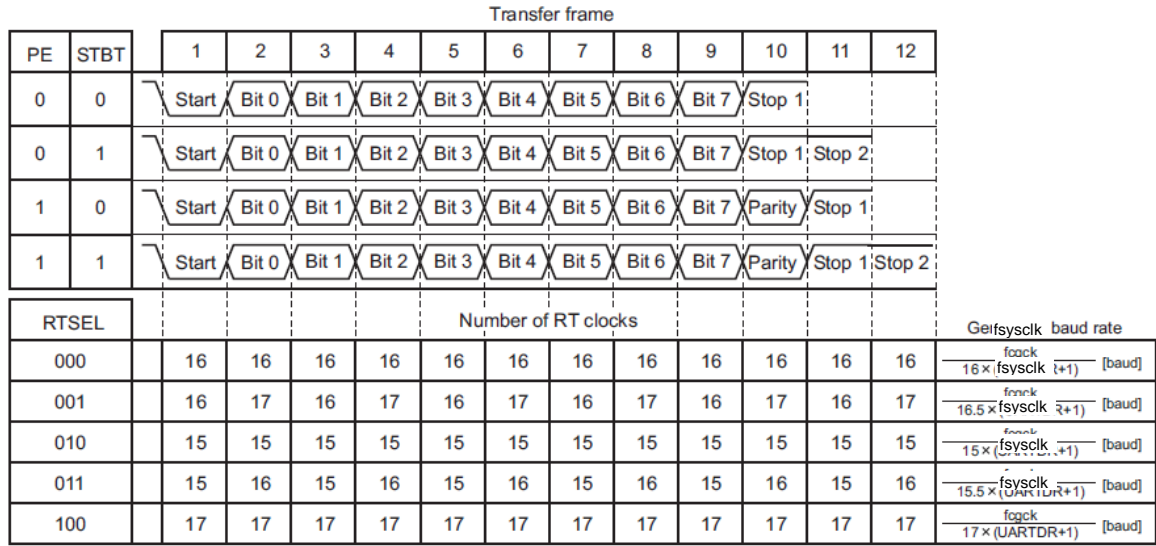 Transfer frame
PE STBT 1 2 3 4 5 6 7 8 9 10 11 12
0 0 Start Bit 0 Bit 1 Bit 2 Bit 3 Bit 4 Bit 5 Bit 6 Bit 7 Stop 1
0 1 Start Bit 0 Bit 1 Bit 2 Bit 3 Bit 4 Bit 5 Bit 6 Bit 7 Stop 1 Stop 2
1 0 Start Bit 0 Bit 1 Bit 2 Bit 3 Bit 4 Bit 5 Bit 6 Bit 7 Parity Stop 1
1 1 Start Bit 0 Bit 1 Bit 2 Bit 3 Bit 4 Bit 5 Bit 6 Bit 7 Parity Stop 1 Stop 2
RTSEL Number of RT clocks fsysclk baud rate
000 16 16 16 16 16 16 16 16 16 16 16 16 fsysclk 16× R+1) [baud]
001 16 17 16 17 16 17 16 17 16 17 16 17 fsysclk 16.5× R+1) [baud]
010 15 15 15 15 15 15 15 15 15 15 15 15 fsysclk 15×( +1) [baud]
011 15 16 15 16 15 16 15 16 15 16 15 16 fsysclk 15.5×(UARTDR+1) [baud]
100 17 17 17 17 17 17 17 17 17 17 17 17 fcgck 17×(UARTDR+1) [baud]